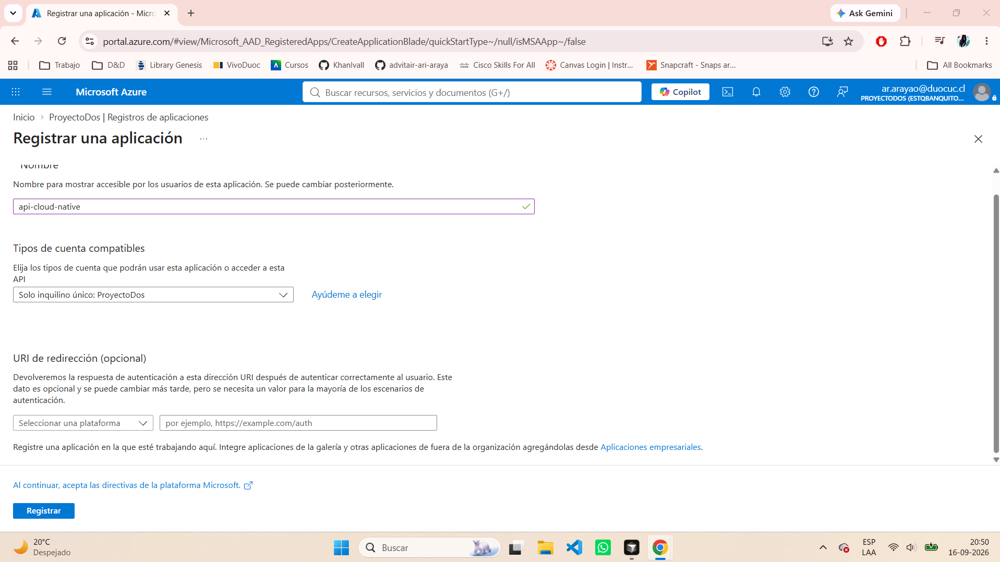 Registrar una aplicación - Micro
Ask Gemini
portal.azure.com/#view/Microsoft_AAD_RegisteredApps/CreateApplicationBlade/quickStartType~/null/isMSAApp~/false
Trabajo
D&D
Library Genesis
VivoDuoc
Cursos
Khanlvall
advitair-ari-araya
Cisco Skills For All
Canvas Login | Instr...
Snapcraft - Snaps ar...
All Bookmarks
Microsoft Azure
Buscar recursos, servicios y documentos (G+/)
Copilot
ar.arayao@duocuc.cl
PROYECTODOS (ESTQBANQUITO...
Inicio
ProyectoDos | Registros de aplicaciones
Registrar una aplicación
...
Nombre
Nombre para mostrar accesible por los usuarios de esta aplicación. Se puede cambiar posteriormente.
api-cloud-native
Tipos de cuenta compatibles
Elija los tipos de cuenta que podrán usar esta aplicación o acceder a esta
API
Solo inquilino único: ProyectoDos
Ayúdeme a elegir
URI de redirección (opcional)
Devolveremos la respuesta de autenticación a esta dirección URI después de autenticar correctamente al usuario. Este
dato es opcional y se puede cambiar más tarde, pero se necesita un valor para la mayoría de los escenarios de
autenticación.
Seleccionar una plataforma
por ejemplo, https://example.com/auth
Registre una aplicación en la que esté trabajando aquí. Integre aplicaciones de la galería y otras aplicaciones de fuera de la organización agregándolas desde Aplicaciones empresariales.
Al continuar, acepta las directivas de la plataforma Microsoft.
Registrar
20°C
Despejado
Buscar
ESP
LAA
20:50
16-09-2026